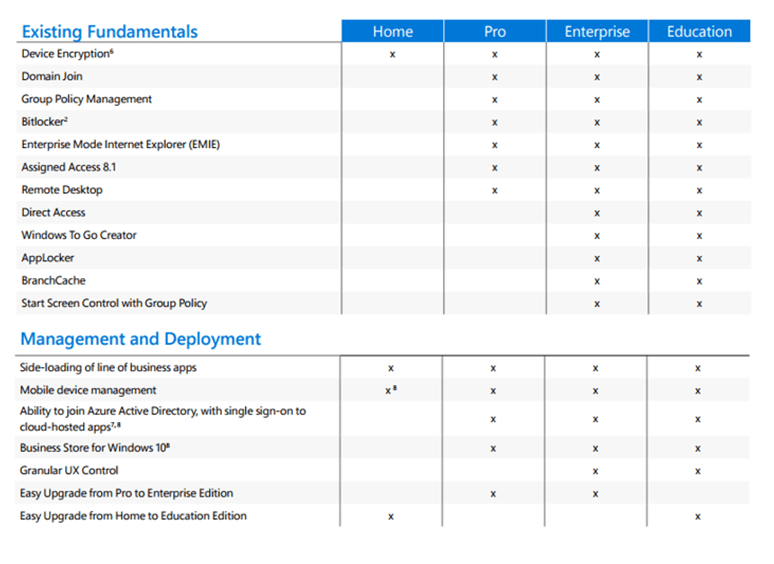 Existing Fundamentals Home Pro Enterprise Education
Device Encryption⁶ x x x x
Domain Join x x x
Group Policy Management x x x
Bitlocker² x x x
Enterprise Mode Internet Explorer (EMIE) x x x
Assigned Access 8.1 x x x
Remote Desktop x x x
Direct Access x x
Windows To Go Creator x x
AppLocker x x
BranchCache x x
Start Screen Control with Group Policy x x
Management and Deployment
Side-loading of line of business apps x x x x
Mobile device management x⁸ x x x
Ability to join Azure Active Directory, with single sign-on to
cloud-hosted apps⁷,⁸ x x x
Business Store for Windows 10⁸ x x x
Granular UX Control x x
Easy Upgrade from Pro to Enterprise Edition x x
Easy Upgrade from Home to Education Edition x x